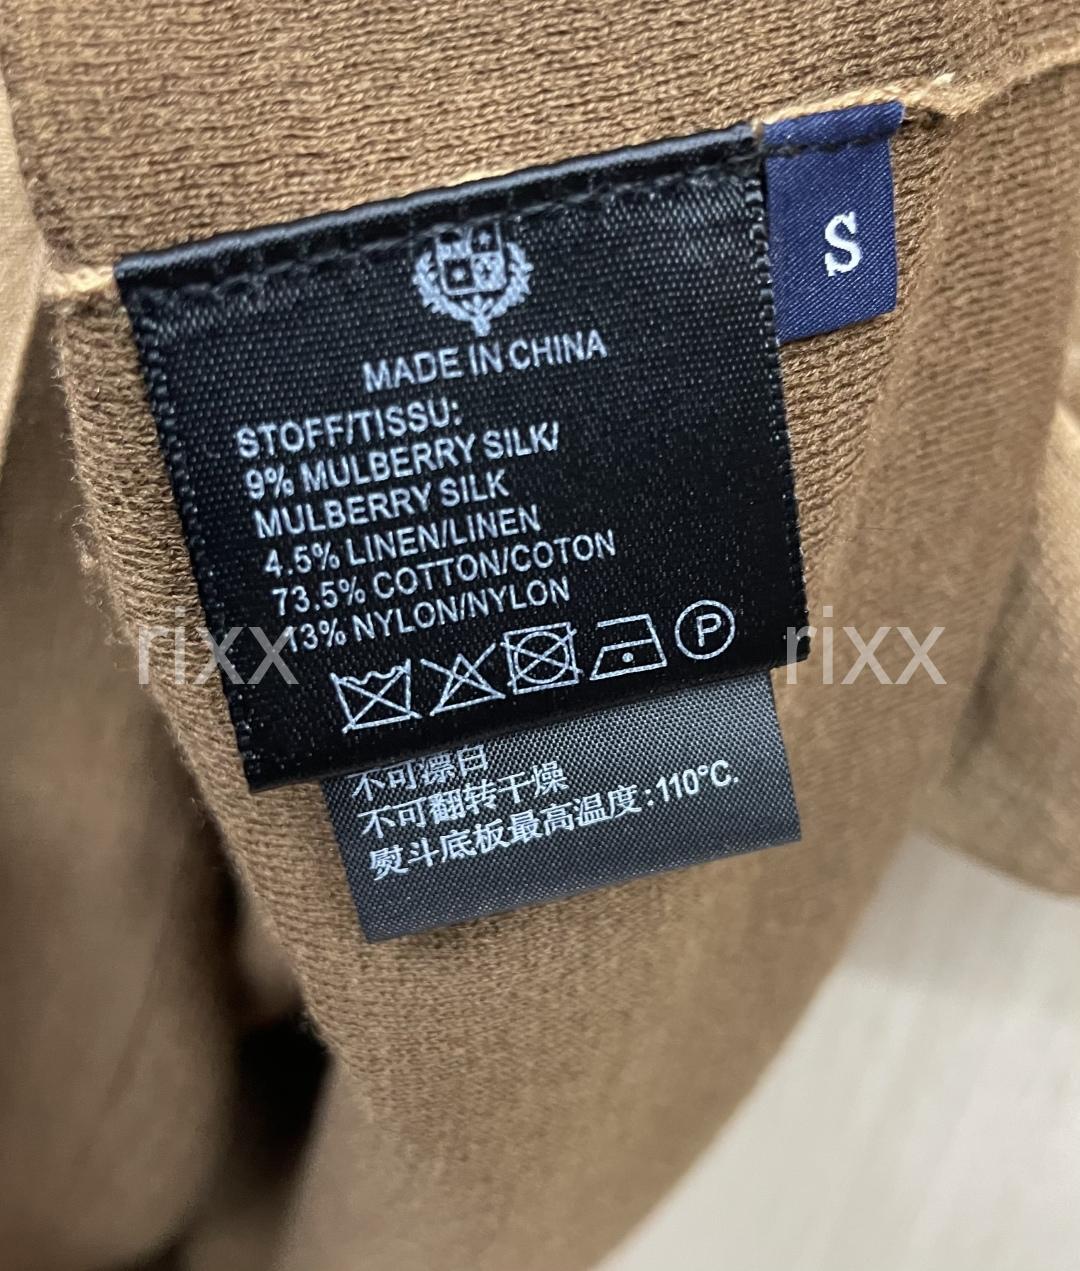 S
MADE IN CHINA
STOFF/TISSU:
9% MULBERRY SILK/
MULBERRY SILK
4.5% LINEN/LINEN
73.5% COTTON/COTON
13% NYLON/NYLON
P
不可漂白
不可翻转干燥
熨斗底板最高温度:110°C.
rixx rixx